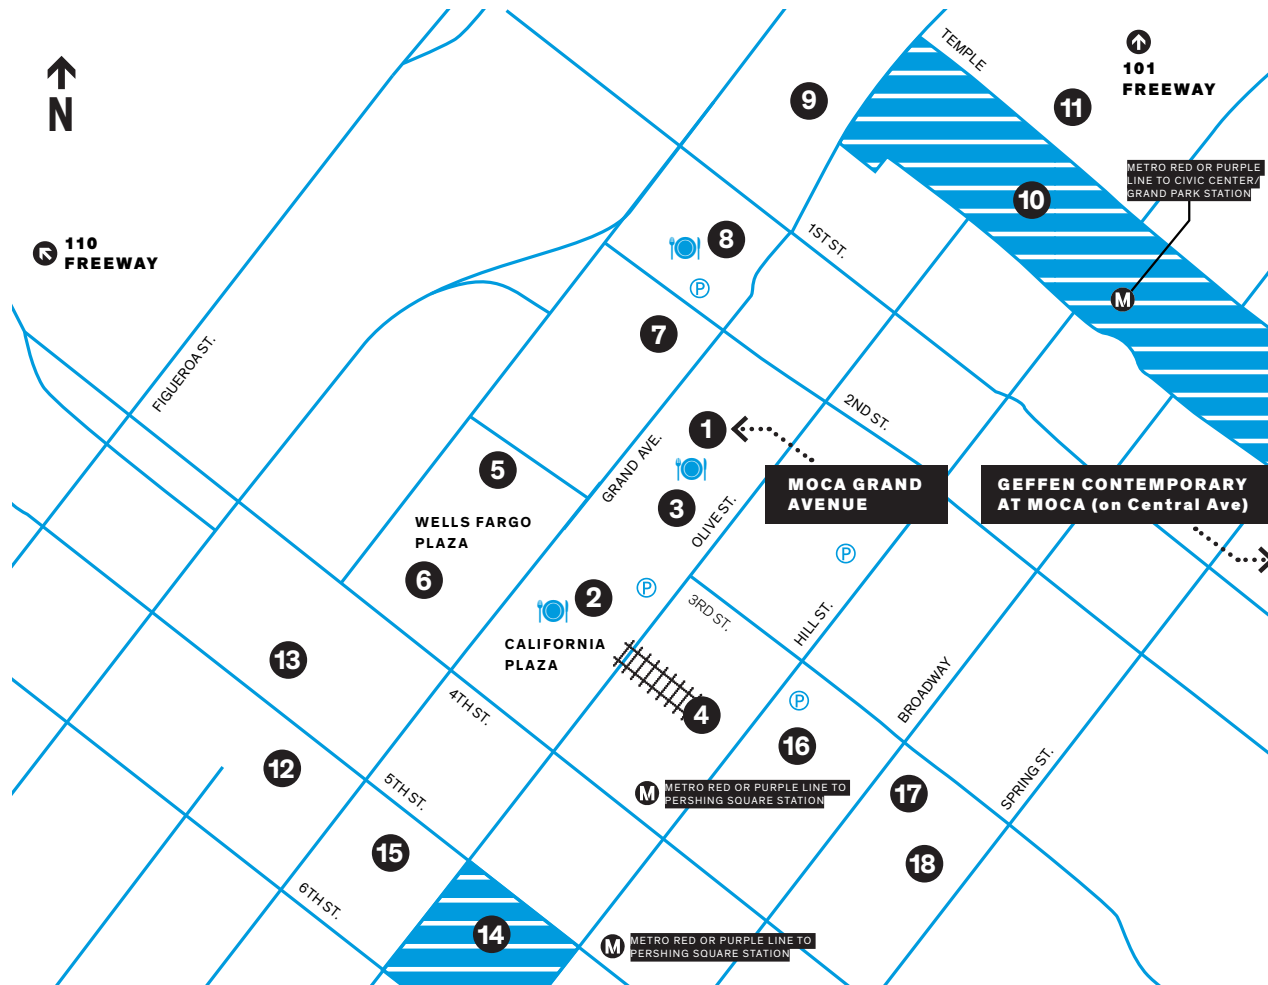 TEMPLE
101
FREEWAY
9
11
N
METRO RED OR PURPLE
LINE TO CIVIC CENTER/
GRAND PARK STATION
10
110
FREEWAY
8
1ST ST.
P
M
7
FIGUEROA ST.
2ND ST.
1
GRAND AVE.
5
MOCA GRAND
AVENUE
GEFFEN CONTEMPORARY
AT MOCA (on Central Ave)
3
OLIVE ST.
WELLS FARGO
PLAZA
P
6
2
P
3RD ST.
HILL ST.
CALIFORNIA
PLAZA
13
BROADWAY
4TH ST.
4
P
16
12
5TH ST.
M
METRO RED OR PURPLE LINE TO
PERSHING SQUARE STATION
17
SPRING ST.
15
18
6TH ST.
14
M
METRO RED OR PURPLE LINE TO
PERSHING SQUARE STATION